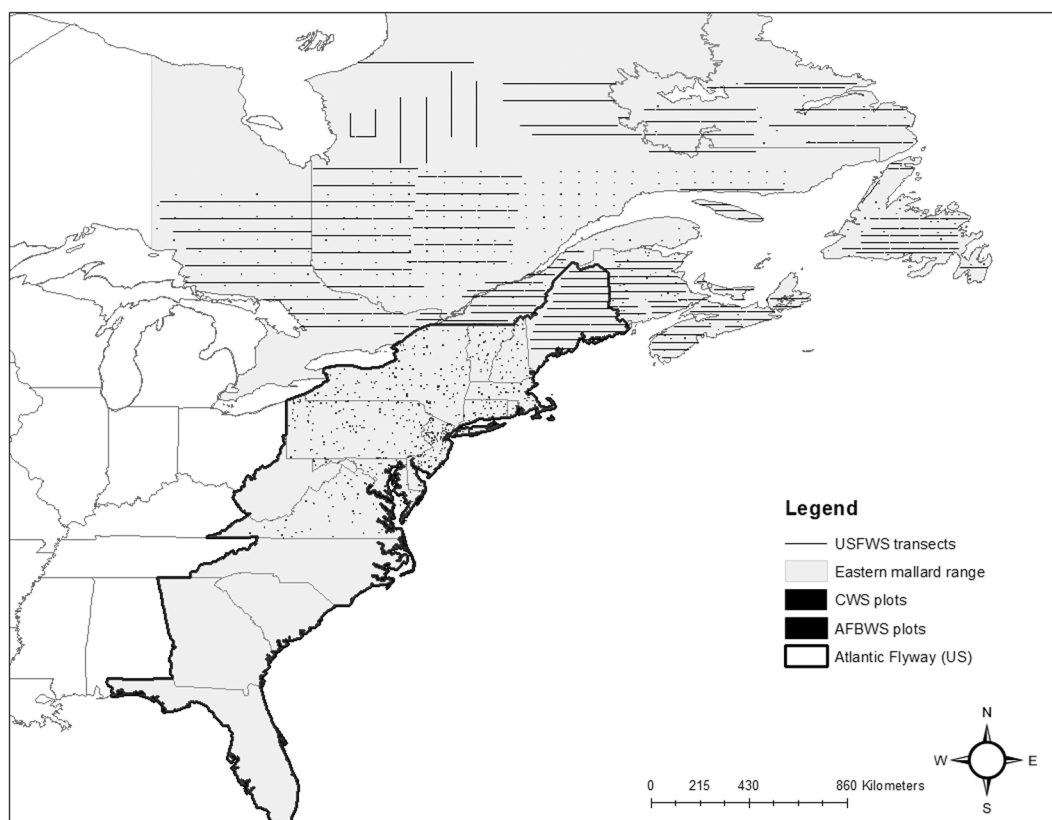 Legend
USFWS transects
Eastern mallard range
CWS plots
AFBWS plots
Atlantic Flyway (US)
N
W E
S
0 215 430 860 Kilometers